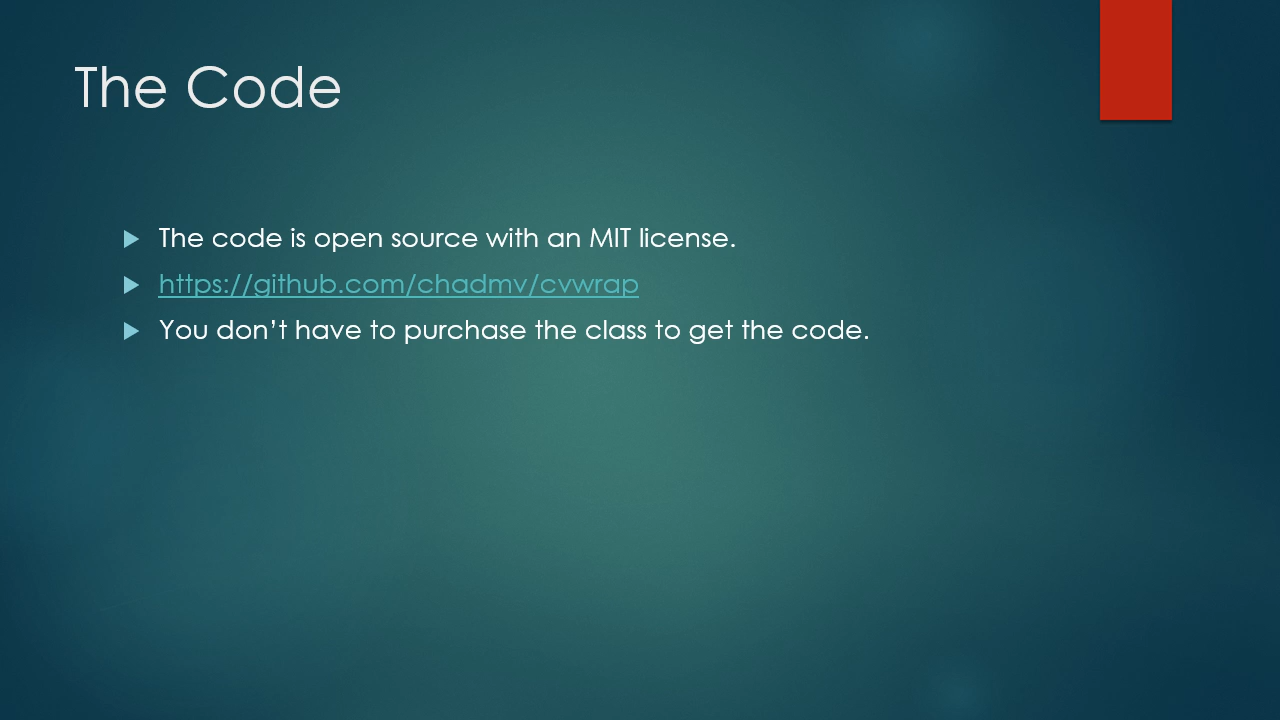 The Code
The code is open source with an MIT license.
https://github.com/chadmv/cvwrap
You don’t have to purchase the class to get the code.